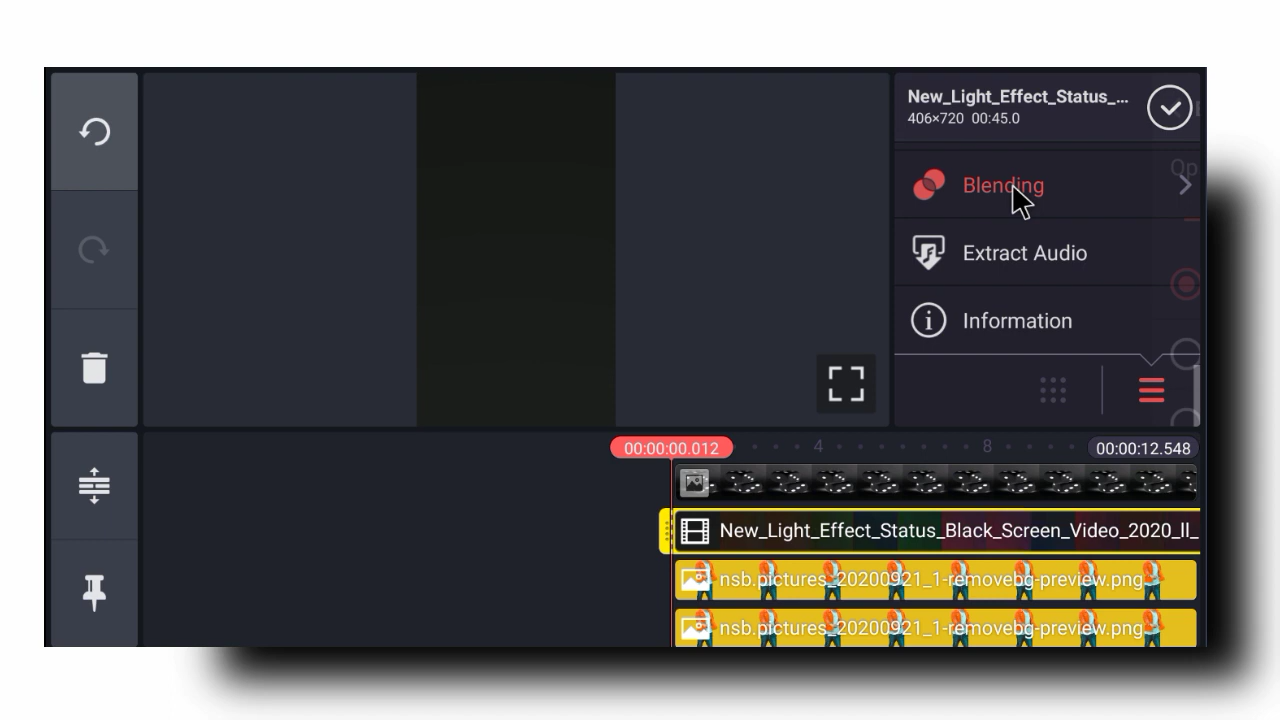 New_Light_Effect_Status_...
406×720 00:45.0
Op
Blending
Extract Audio
Information
00:00:00.012
4
8
00:00:12.548
New_Light_Effect_Status_Black_Screen_Video_2020_ll_
nsb.pictures_20200921_1-removebg-preview.png
nsb.pictures_20200921_1-removebg-preview.png